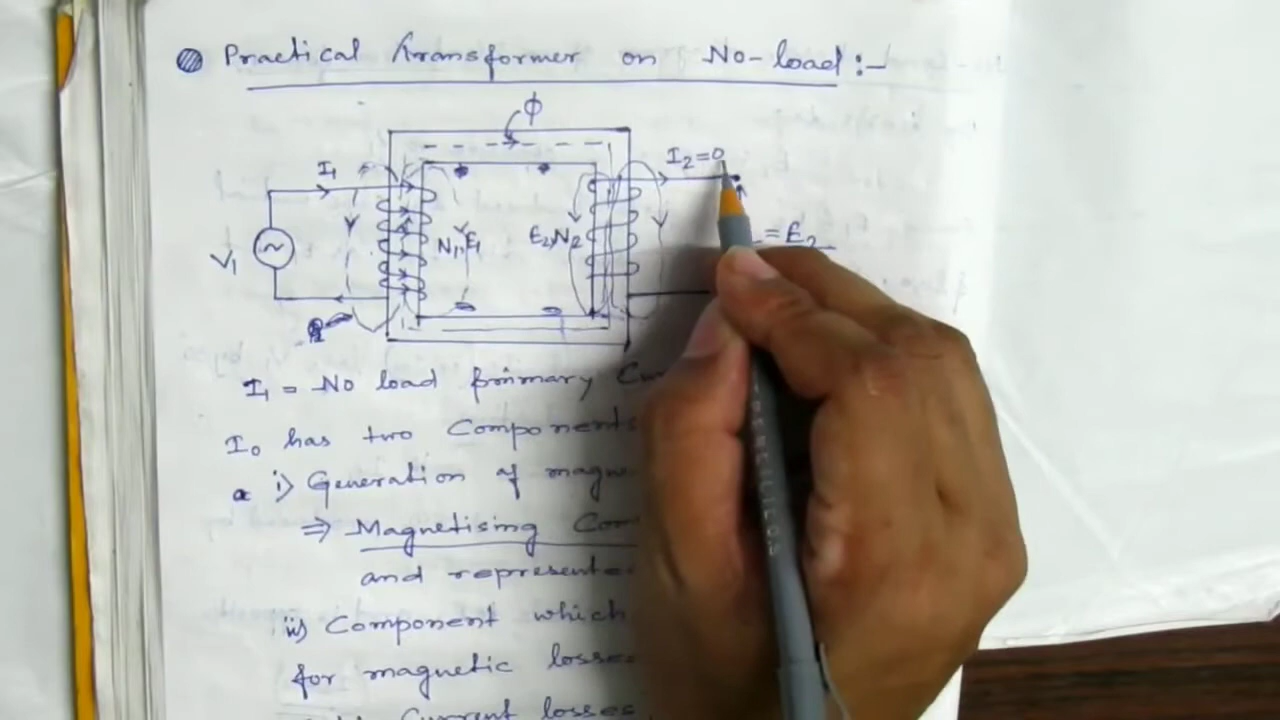 Practical transformer on No-load:-
ϕ
I₁
I₂=0
V₁
N₁,E₁
E₂,N₂
= E₂
I₁ = No load primary
I₀ has two Components
i) Generation of
⇒ Magnetising
and
ii) Component which
for magnetic losses
Current losses